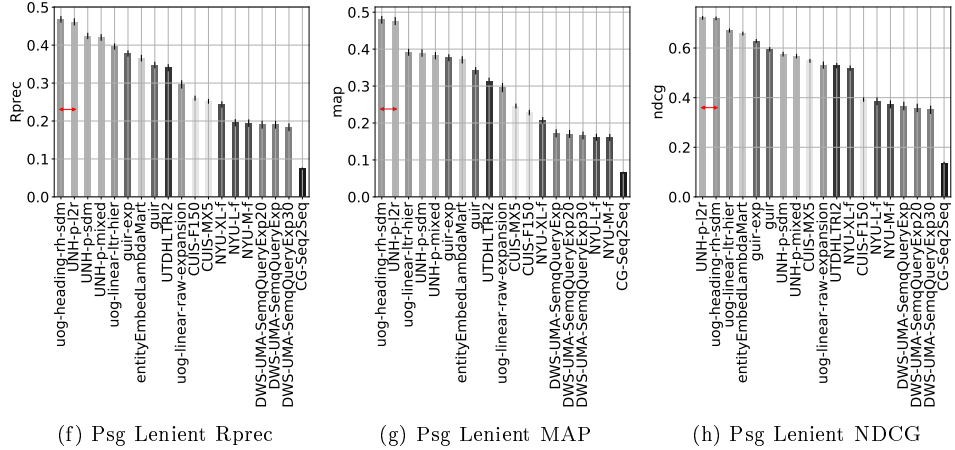 0.5
0.4
0.3
0.2
0.1
0.0
Rprec
uog-heading-rh-sdm
UNH-p-l2r
UNH-p-sdm
UNH-p-mixed
uog-linear-ltr-hier
guir-exp
entityEmbedLambdaMart
guir
UTDHLTRI2
uog-linear-raw-expansion
CUIS-F150
CUIS-MX5
NYU-XL-f
NYU-L-f
NYU-M-f
DWS-UMA-SemqQueryExp20
DWS-UMA-SemqQueryExp
DWS-UMA-SemqQueryExp30
CG-Seq2Seq
(f) Psg Lenient Rprec
0.5
0.4
0.3
0.2
0.1
0.0
map
uog-heading-rh-sdm
UNH-p-l2r
uog-linear-ltr-hier
UNH-p-sdm
UNH-p-mixed
guir-exp
entityEmbedLambdaMart
guir
UTDHLTRI2
uog-linear-raw-expansion
CUIS-MX5
CUIS-F150
NYU-XL-f
DWS-UMA-SemqQueryExp
DWS-UMA-SemqQueryExp20
DWS-UMA-SemqQueryExp30
NYU-L-f
NYU-M-f
CG-Seq2Seq
(g) Psg Lenient MAP
0.6
0.4
0.2
0.0
ndcg
UNH-p-l2r
uog-heading-rh-sdm
uog-linear-ltr-hier
entityEmbedLambdaMart
guir-exp
guir
UNH-p-sdm
UNH-p-mixed
CUIS-MX5
uog-linear-raw-expansion
UTDHLTRI2
NYU-XL-f
CUIS-F150
NYU-L-f
NYU-M-f
DWS-UMA-SemqQueryExp
DWS-UMA-SemqQueryExp20
DWS-UMA-SemqQueryExp30
CG-Seq2Seq
(h) Psg Lenient NDCG